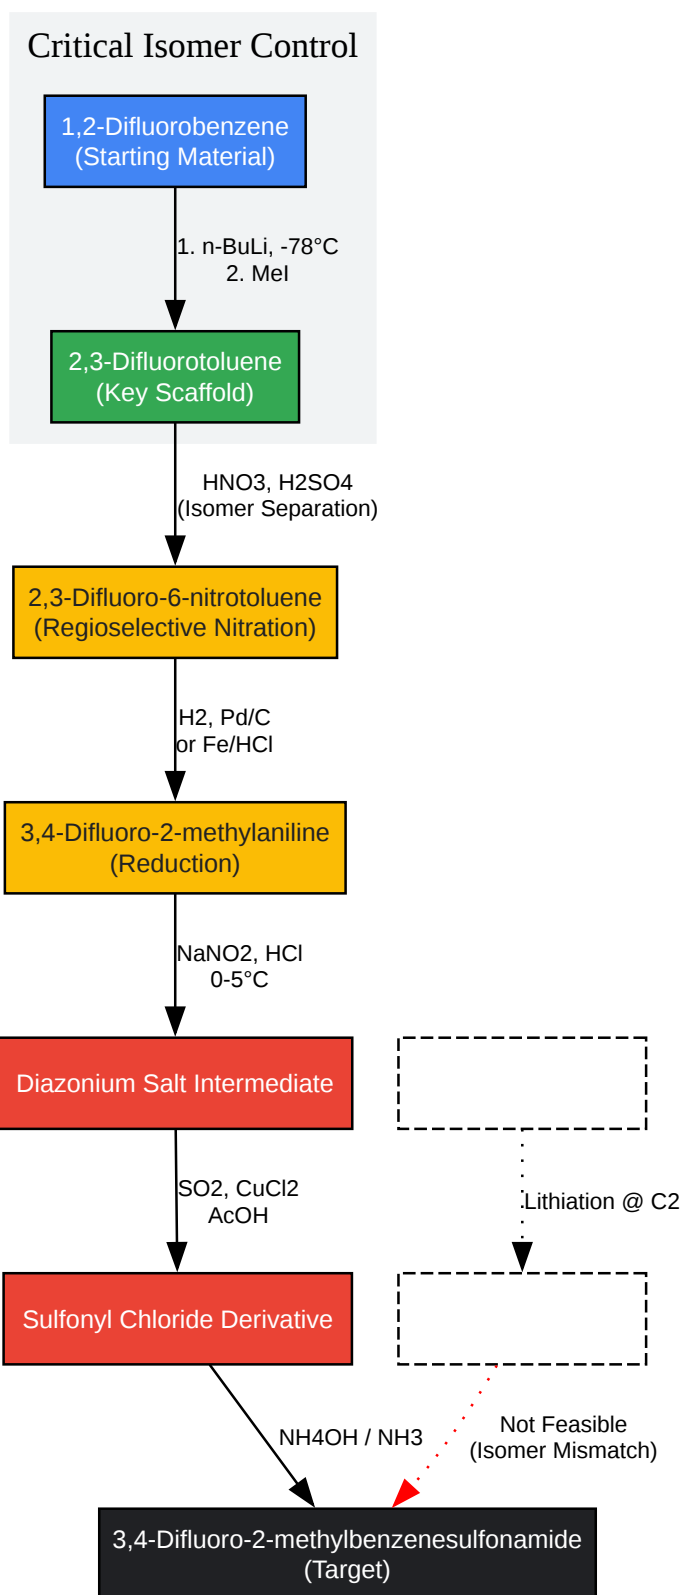 Critical Isomer Control
1,2-Difluorobenzene
(Starting Material)
1. n-BuLi, -78°C
2. MeI
2,3-Difluorotoluene
(Key Scaffold)
HNO3, H2SO4
(Isomer Separation)
2,3-Difluoro-6-nitrotoluene
(Regioselective Nitration)
H2, Pd/C
or Fe/HCl
3,4-Difluoro-2-methylaniline
(Reduction)
NaNO2, HCl
0-5°C
Diazonium Salt Intermediate
SO2, CuCl2
AcOH
Lithiation @ C2
Sulfonyl Chloride Derivative
NH4OH / NH3
Not Feasible
(Isomer Mismatch)
3,4-Difluoro-2-methylbenzenesulfonamide
(Target)